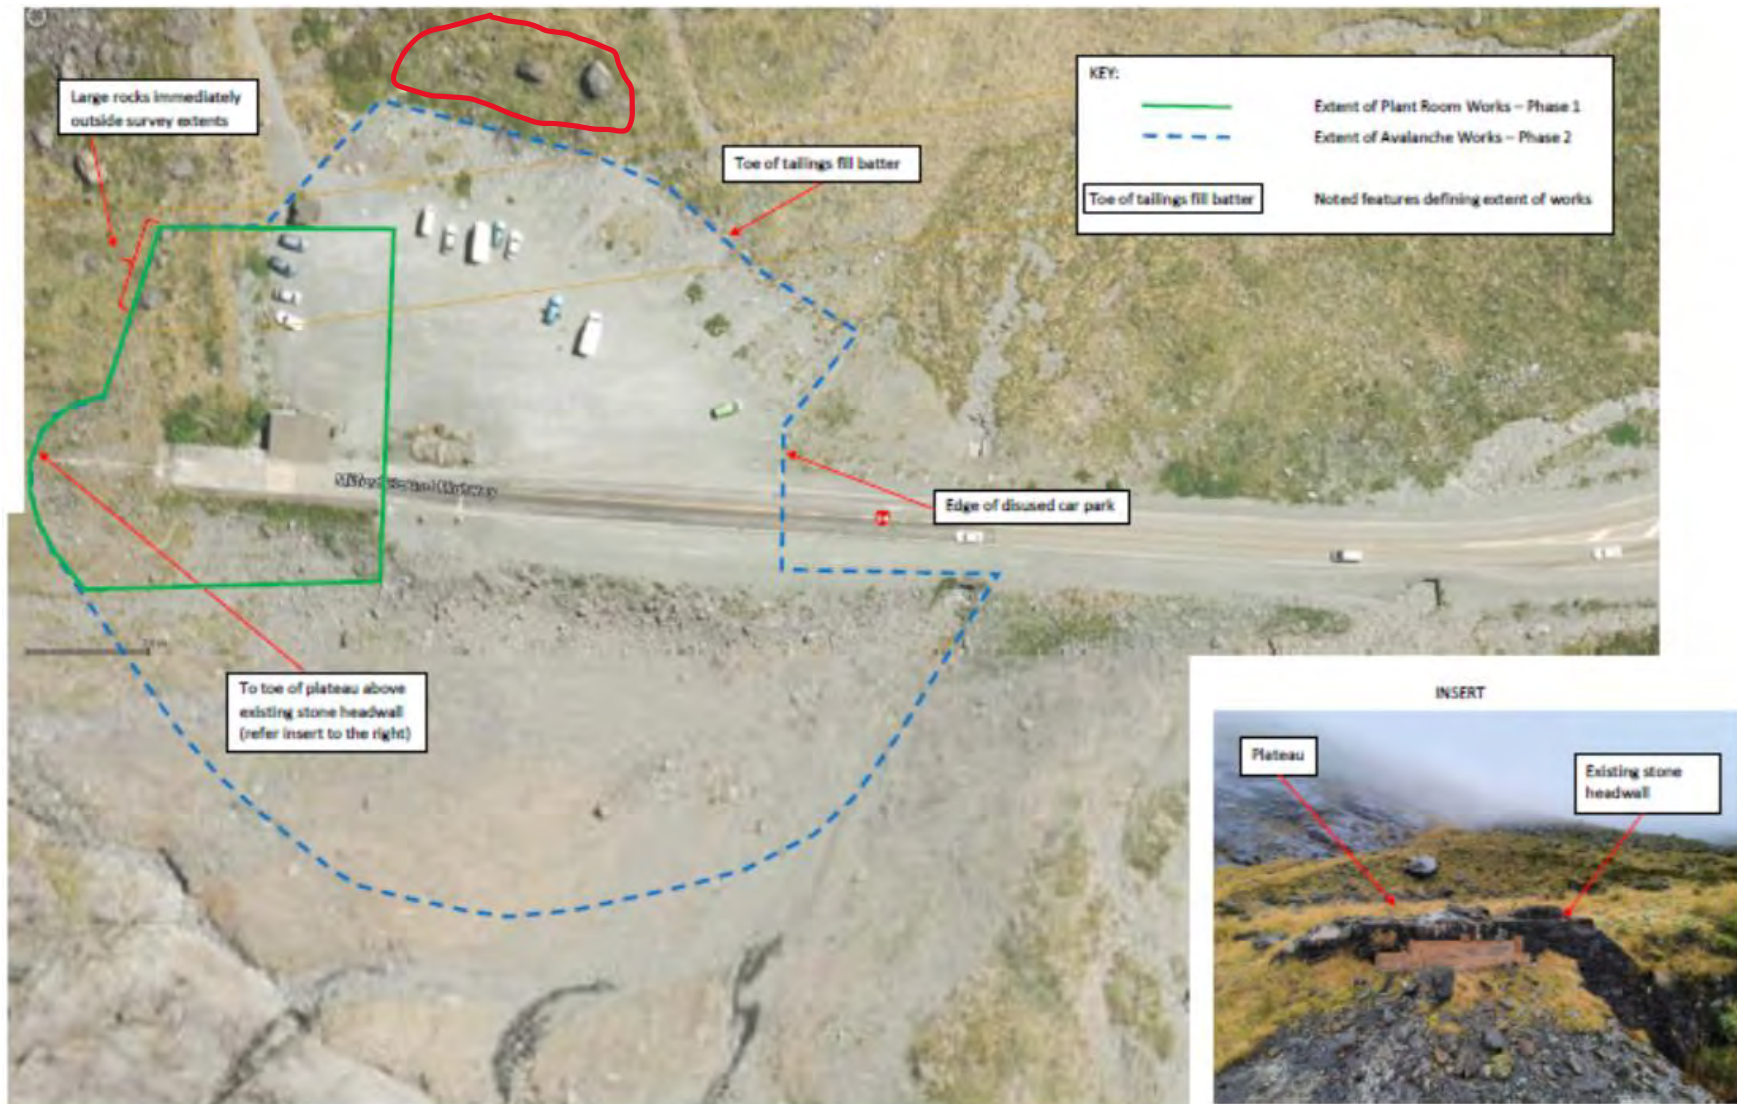 Large rocks immediately
outside survey extents
Toe of tailings fill batter
KEY:
Extent of Plant Room Works – Phase 1
Extent of Avalanche Works – Phase 2
Toe of tailings fill batter
Noted features defining extent of works
Highway
Edge of disused car park
To toe of plateau above
existing stone headwall
(refer insert to the right)
INSERT
Plateau
Existing stone
headwall